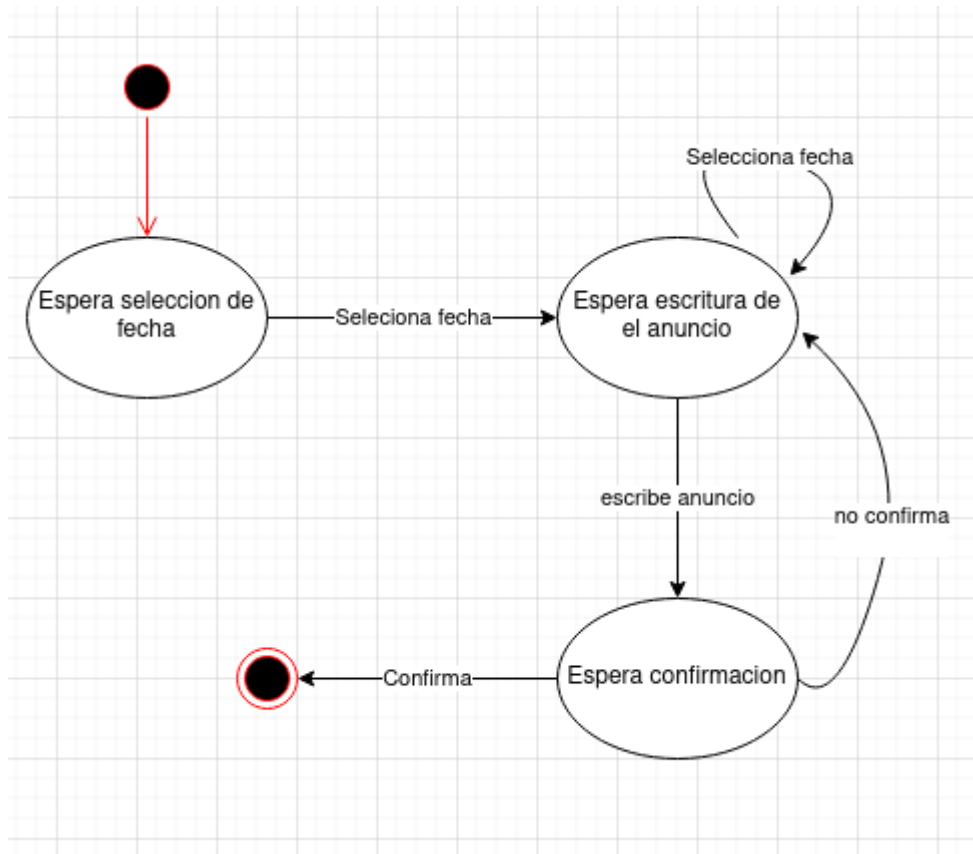 Selecciona fecha
Espera seleccion de
fecha
Seleciona fecha
Espera escritura de
el anuncio
escribe anuncio
no confirma
Confirma
Espera confirmacion